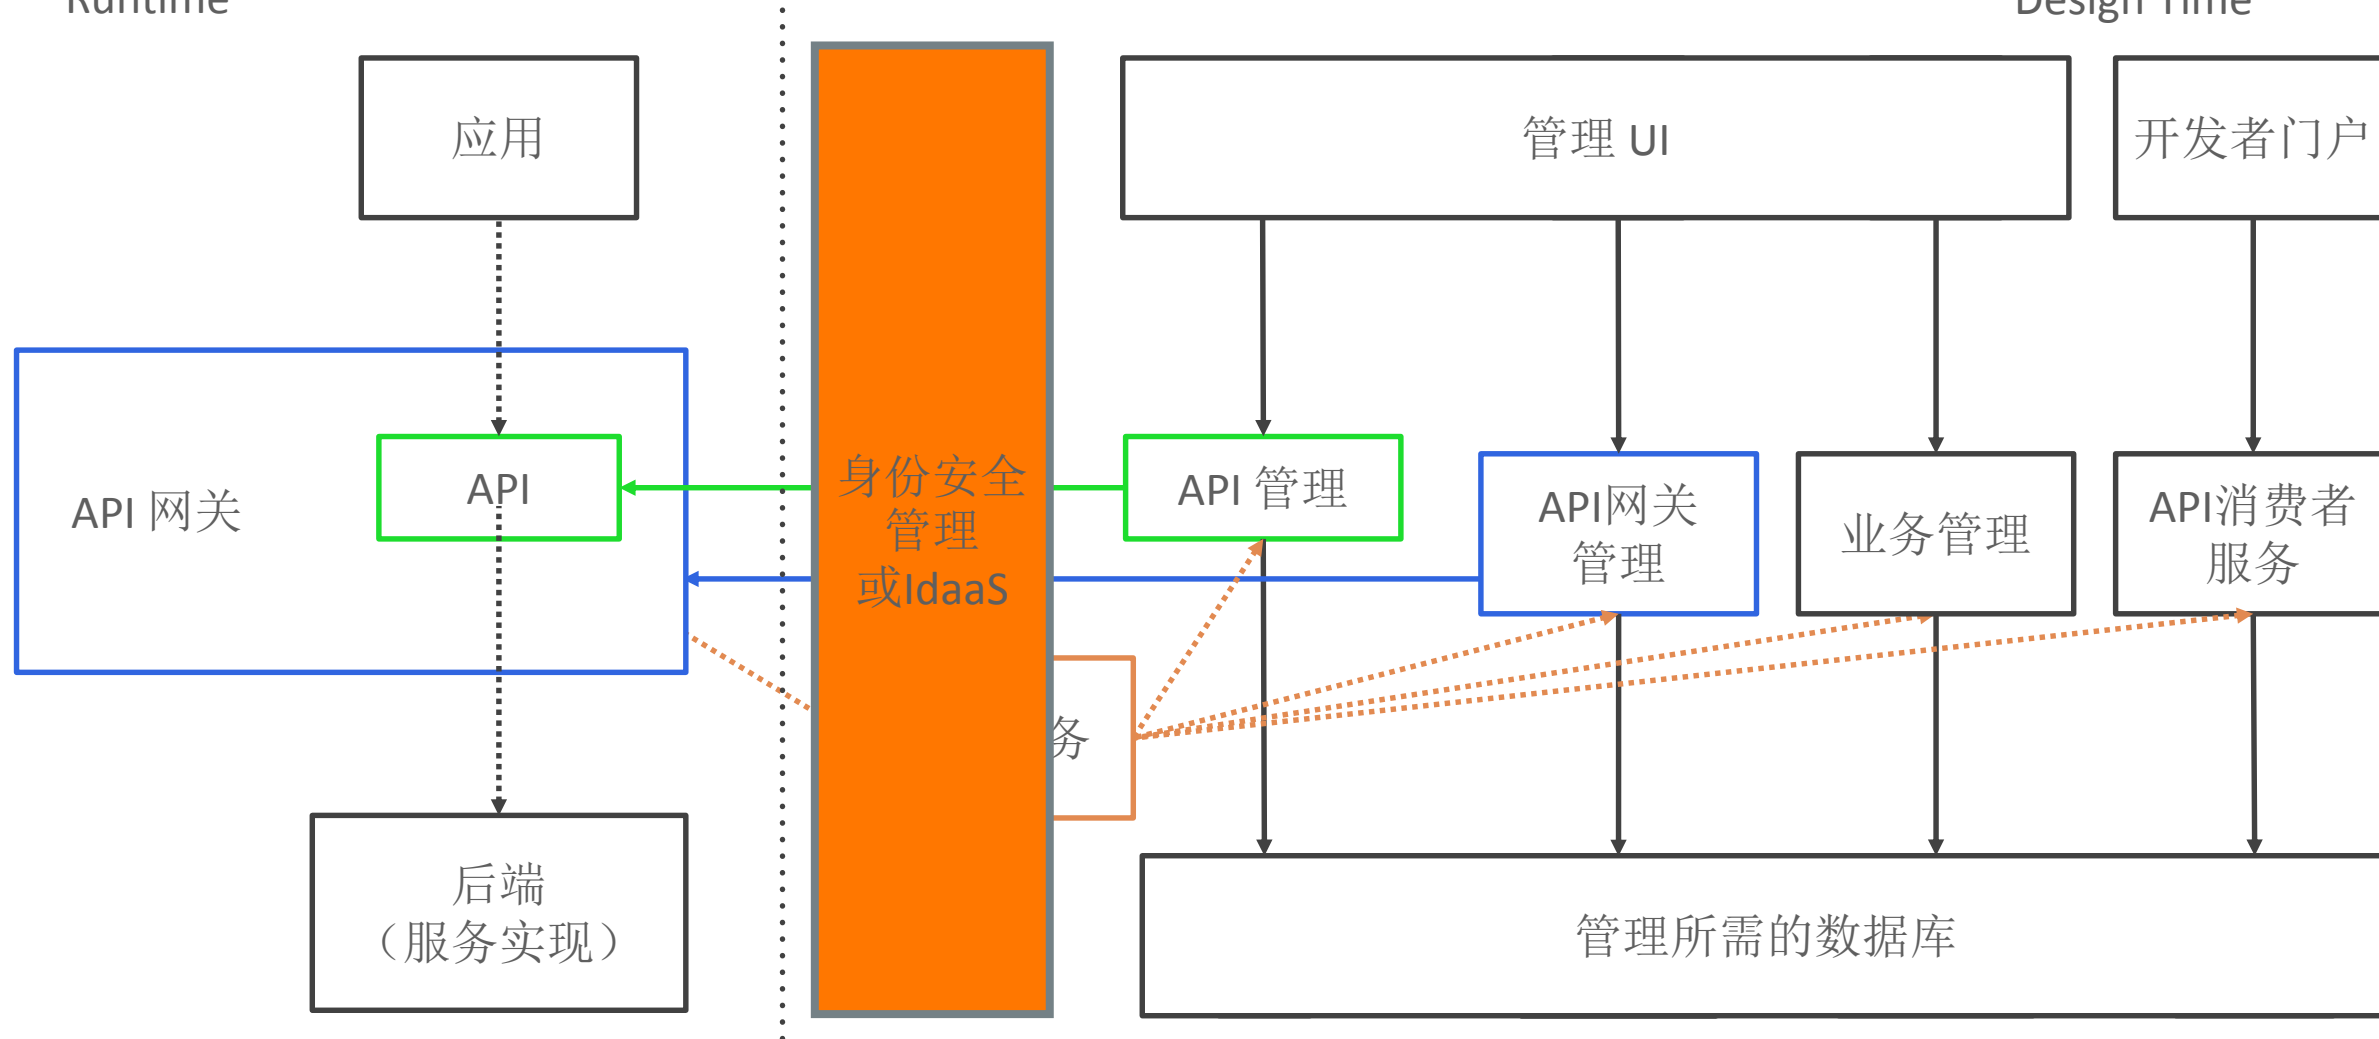 Runtime
Design Time
应用
管理 UI
开发者门户
API 网关
API
身份安全
管理
或IdaaS
API 管理
API网关
管理
业务管理
API消费者
服务
务
后端
（服务实现）
管理所需的数据库